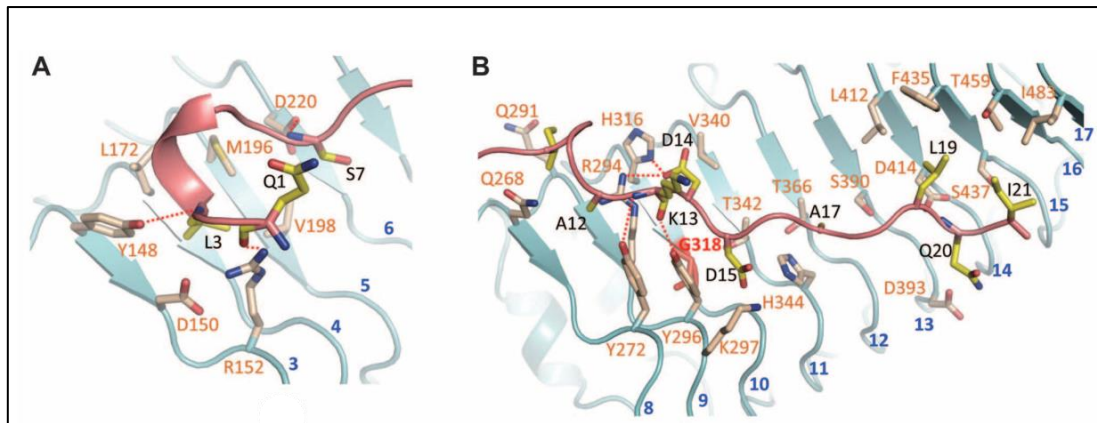 A
D220
L172
M196
S7
Q1
L3
V198
Y148
6
D150
5
4
R152
3
B
F435
T459
I483
L412
Q291
H316
D14
V340
17
R294
L19
16
Q268
D414
T366
S390
S437
I21
A12
K13
T342
A17
15
G318
D15
Q20
14
H344
D393
13
Y272
Y296
K297
12
11
10
8
9